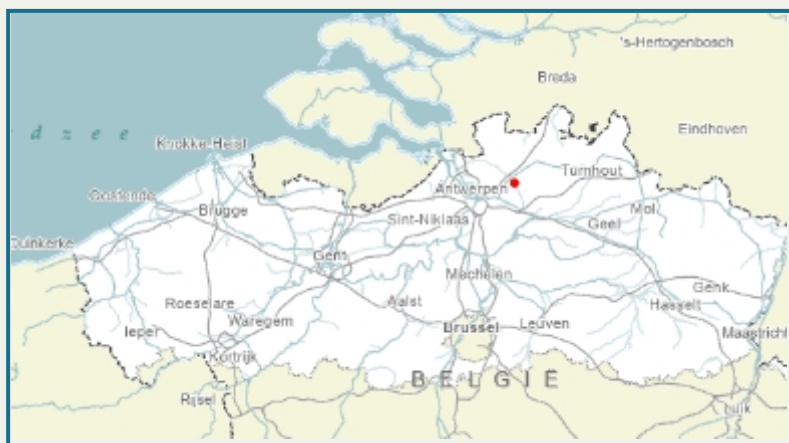 's-Hertogenbosch
Breda
d z e e
Eindhoven
Knokke-Heist
Turnhout
Antwerpen
Oostende
Mol
Brugge
Sint-Niklaas
Geel
Duinkerke
Gent
Mechelen
Genk
Roeselare
Aalst
Hasselt
Waregem
Ieper
Brussel
Leuven
Maastricht
Kortrijk
BELGIË
Rijsel
Luik